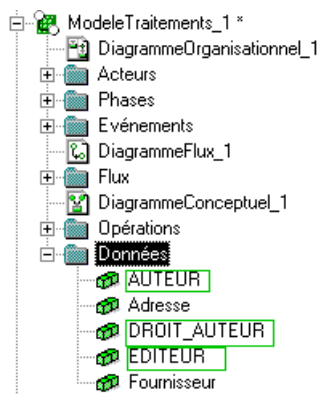 ModeleTraitements_1 *
DiagrammeOrganisationnel_1
Acteurs
Phases
Evénements
DiagrammeFlux_1
Flux
DiagrammeConceptuel_1
Opérations
Données
AUTEUR
Adresse
DROIT_AUTEUR
EDITEUR
Fournisseur